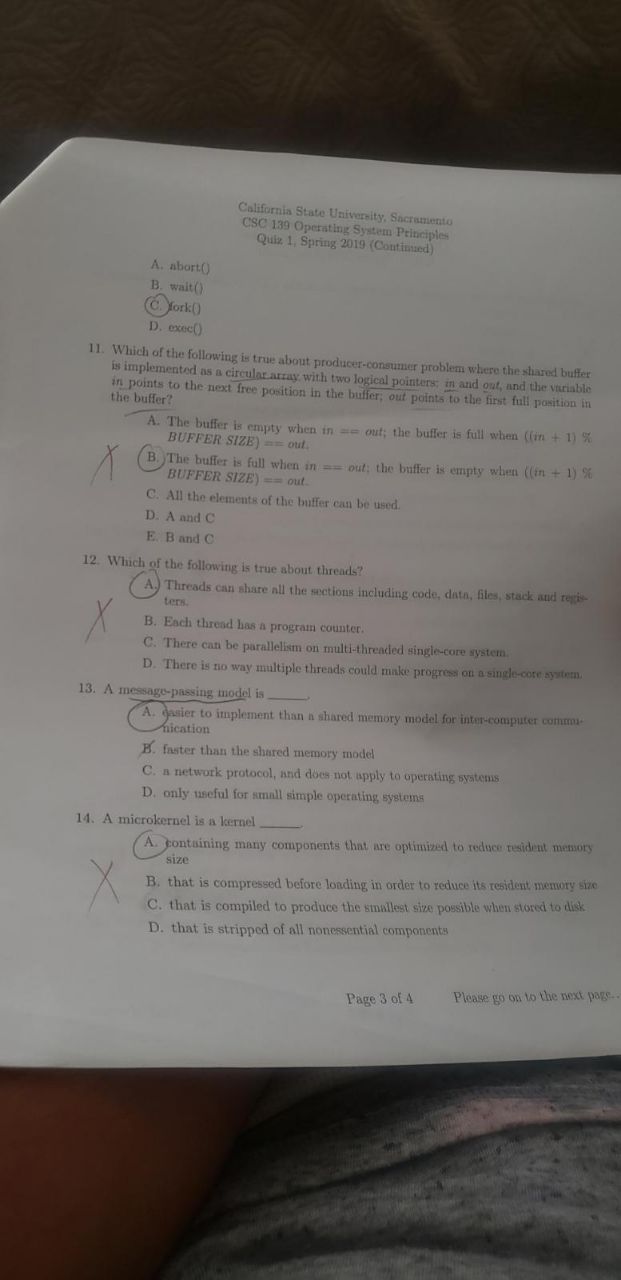 California State University, Sacramento
CSC 139 Operating System Principles
Quiz 1, Spring 2019 (Continued)
A. abort()
B. wait()
C. fork()
D. exec()
11. Which of the following is true about producer-consumer problem where the shared buffer
is implemented as a circular array with two logical pointers: in and out, and the variable
in points to the next free position in the buffer; out points to the first full position in
the buffer?
A. The buffer is empty when in == out; the buffer is full when ((in + 1) %
BUFFER SIZE) == out.
B. The buffer is full when in == out; the buffer is empty when ((in + 1) %
BUFFER SIZE) == out.
C. All the elements of the buffer can be used.
D. A and C
E. B and C
12. Which of the following is true about threads?
A. Threads can share all the sections including code, data, files, stack and regis-
ters.
B. Each thread has a program counter.
C. There can be parallelism on multi-threaded single-core system.
D. There is no way multiple threads could make progress on a single-core system.
13. A message-passing model is _____.
A. easier to implement than a shared memory model for inter-computer commu-
nication
B. faster than the shared memory model
C. a network protocol, and does not apply to operating systems
D. only useful for small simple operating systems
14. A microkernel is a kernel _____.
A. containing many components that are optimized to reduce resident memory
size
B. that is compressed before loading in order to reduce its resident memory size
C. that is compiled to produce the smallest size possible when stored to disk
D. that is stripped of all nonessential components
Page 3 of 4 Please go on to the next page...